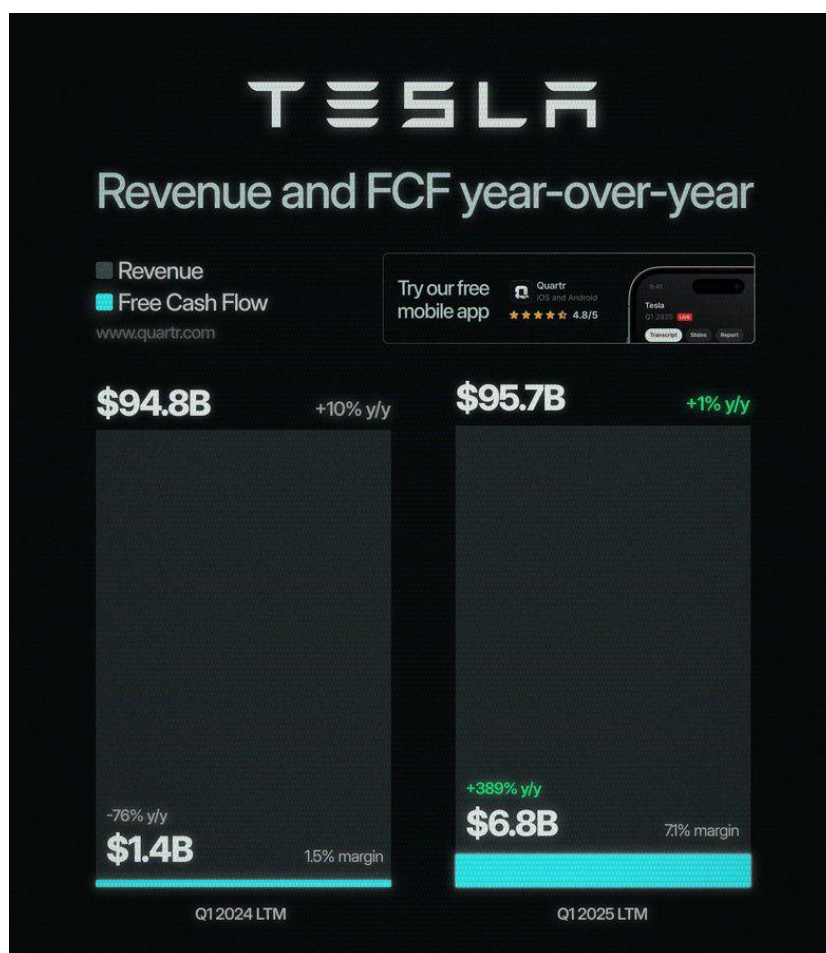 TESLA
Revenue and FCF year-over-year
Revenue
Free Cash Flow
www.quartr.com
Try our free
mobile app
Quartr
iOS and Android
4.8/5
9:41
Tesla
Q1 2025 LIVE
Transcript Slides Report
$94.8B +10% y/y
$95.7B +1% y/y
-76% y/y
$1.4B 1.5% margin
+389% y/y
$6.8B 7.1% margin
Q1 2024 LTM
Q1 2025 LTM